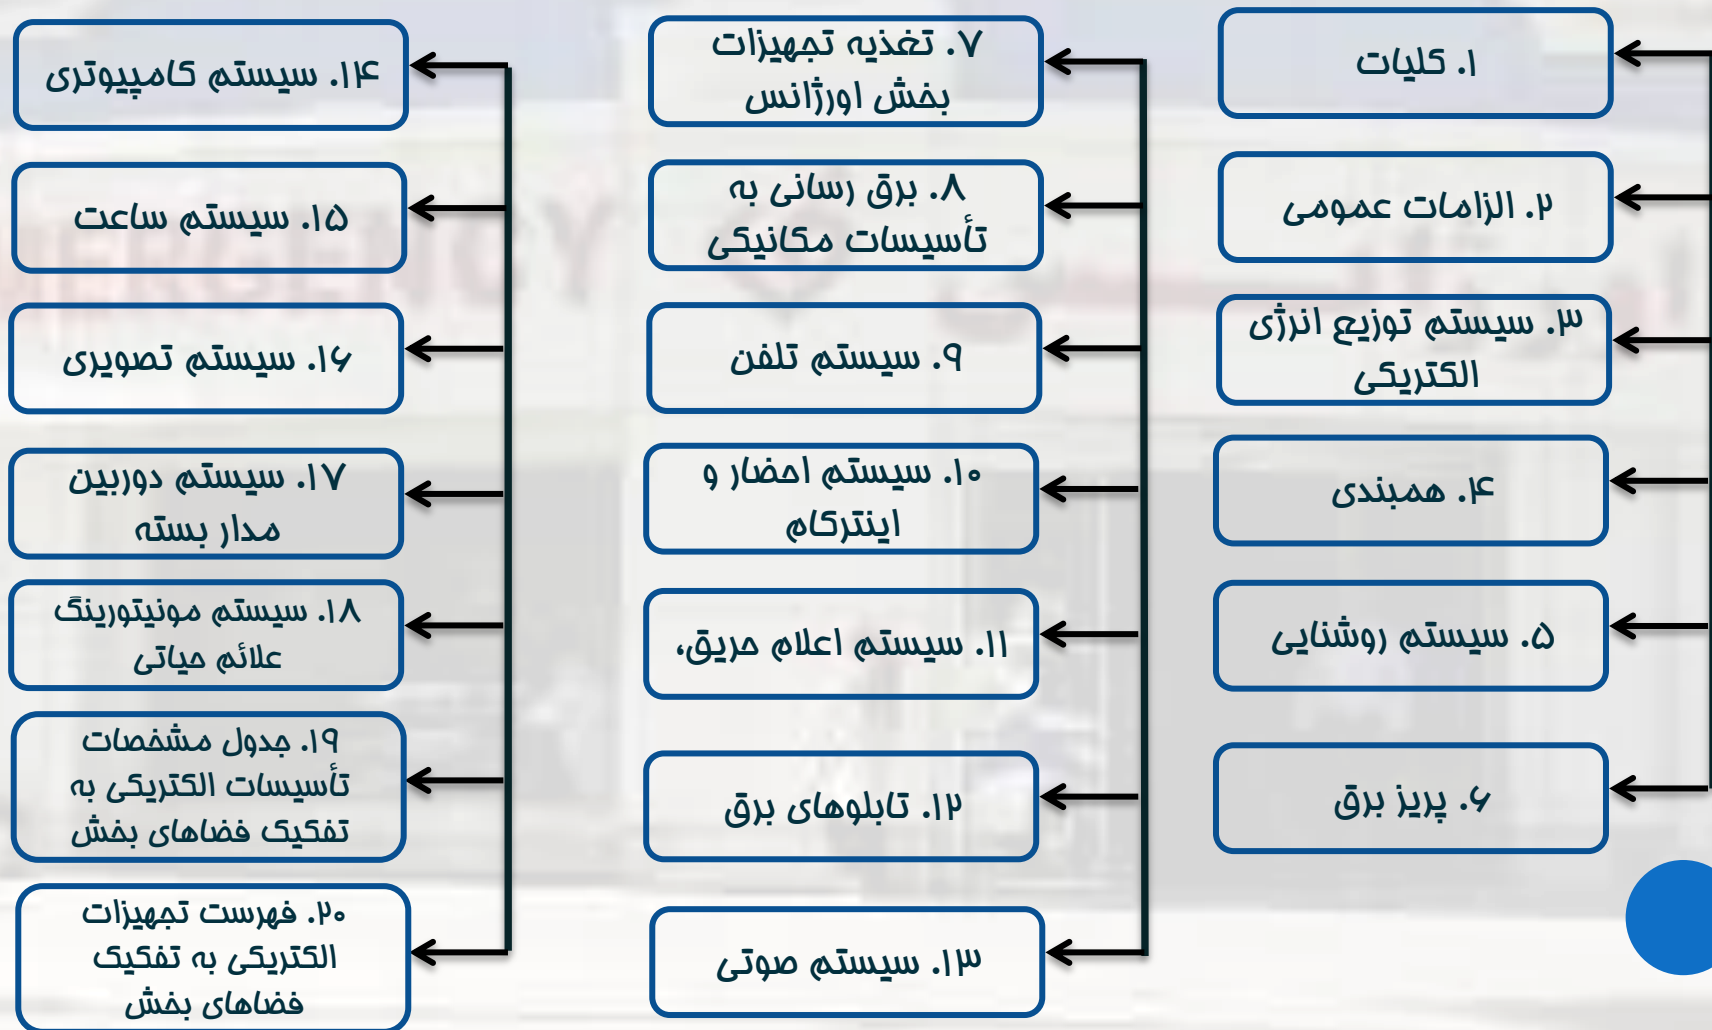 ۱. کلیات
۲. الزامات عمومی
۳. سیستم توزیع انرژی
الکتریکی
۴. همبندی
۵. سیستم روشنایی
۶. پریز برق
۷. تغذیه تجهیزات
بخش اورژانس
۸. برق رسانی به
تأسیسات مکانیکی
۹. سیستم تلفن
۱۰. سیستم احضار و
اینترکام
۱۱. سیستم اعلام حریق،
۱۲. تابلوهای برق
۱۳. سیستم صوتی
۱۴. سیستم کامپیوتری
۱۵. سیستم ساعت
۱۶. سیستم تصویری
۱۷. سیستم دوربین
مدار بسته
۱۸. سیستم مونیتورینگ
علائم حیاتی
۱۹. جدول مشخصات
تأسیسات الکتریکی به
تفکیک فضاهای بخش
۲۰. فهرست تجهیزات
الکتریکی به تفکیک
فضاهای بخش